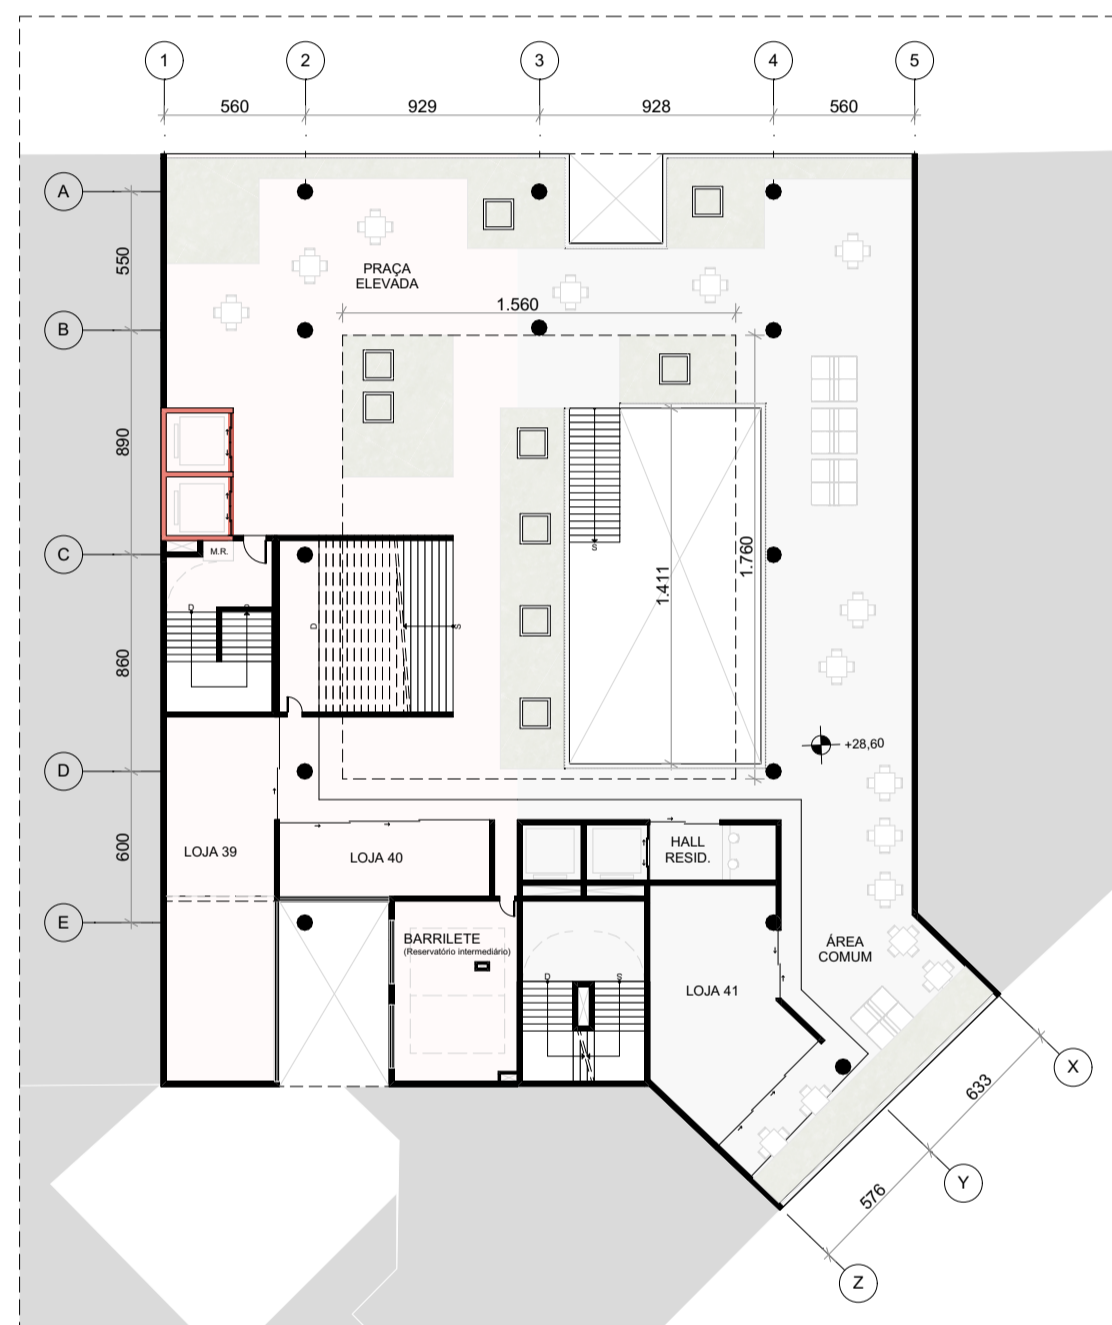 1 2 3 4 5
560 929 928 560
A
550
PRAÇA
ELEVADA
1.560
B
890
C
M.R.
D S
D
S
S
1.411
1.760
860
+28,60
D
600
LOJA 39
LOJA 40
HALL
RESID.
E
BARRILETE
(Reservatório intermediário)
ÁREA
COMUM
D S
LOJA 41
X
633
Y
576
Z